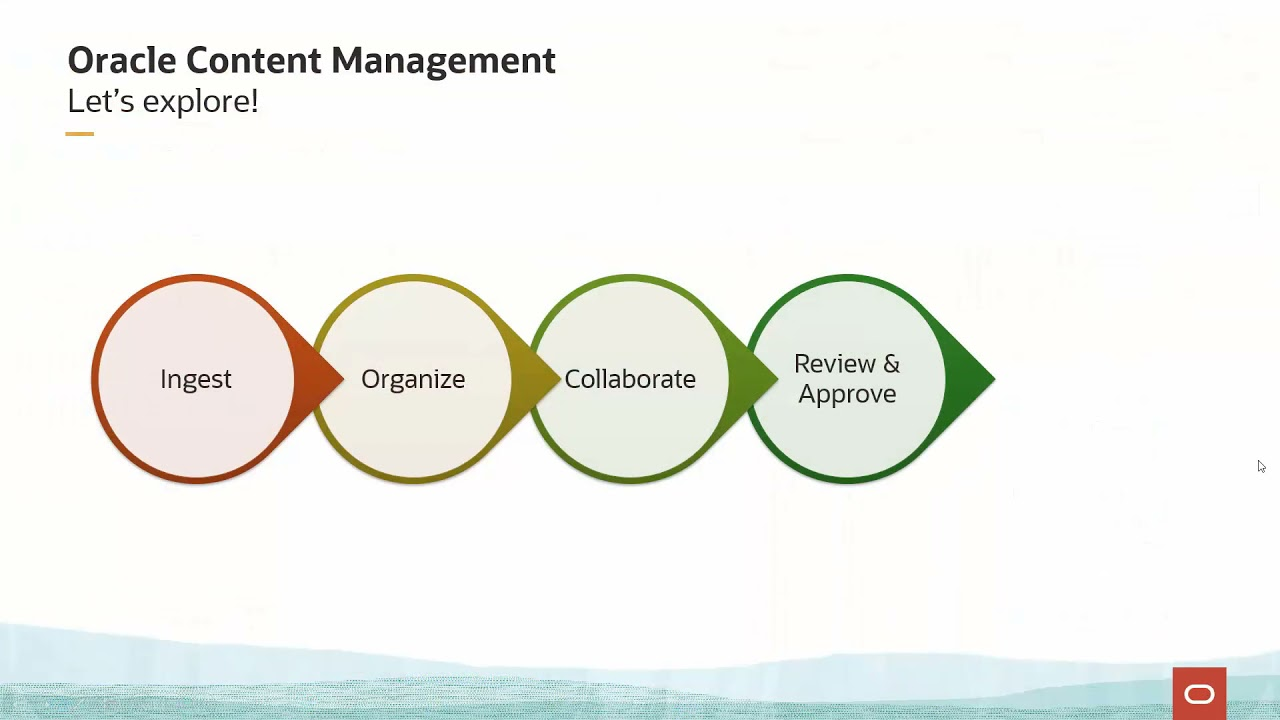 Oracle Content Management
Let’s explore!
Ingest
Organize
Collaborate
Review &
Approve